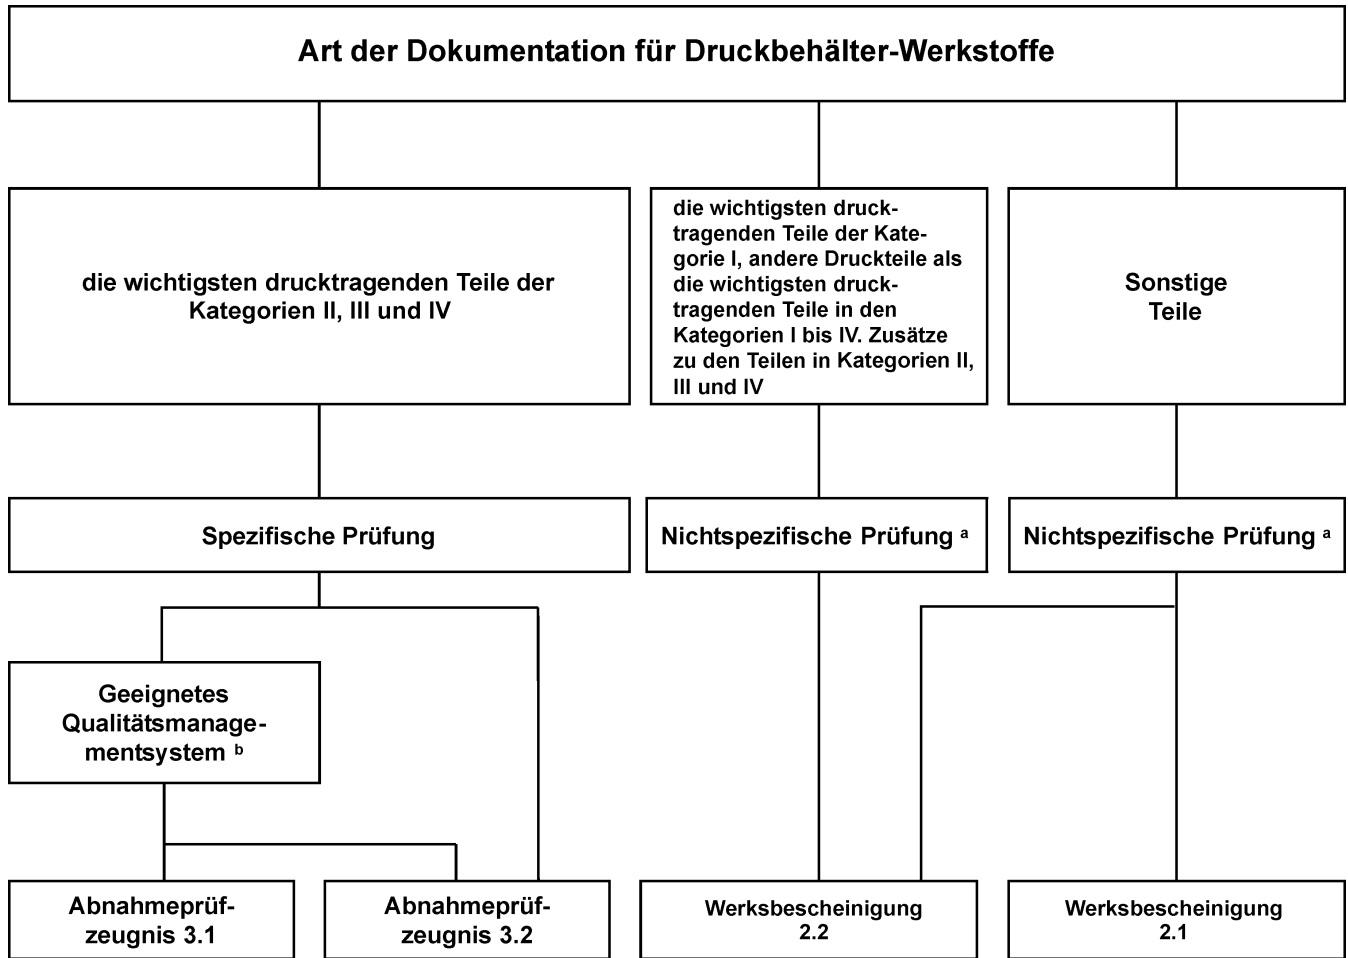 Art der Dokumentation für Druckbehälter-Werkstoffe
die wichtigsten drucktragenden Teile der
Kategorien II, III und IV
die wichtigsten druck-
tragenden Teile der Kate-
gorie I, andere Druckteile als
die wichtigsten druck-
tragenden Teile in den
Kategorien I bis IV. Zusätze
zu den Teilen in Kategorien II,
III und IV
Sonstige
Teile
Spezifische Prüfung
Nichtspezifische Prüfung a
Nichtspezifische Prüfung a
Geeignetes
Qualitätsmanage-
mentsystem b
Abnahmeprüf-
zeugnis 3.1
Abnahmeprüf-
zeugnis 3.2
Werksbescheinigung
2.2
Werksbescheinigung
2.1